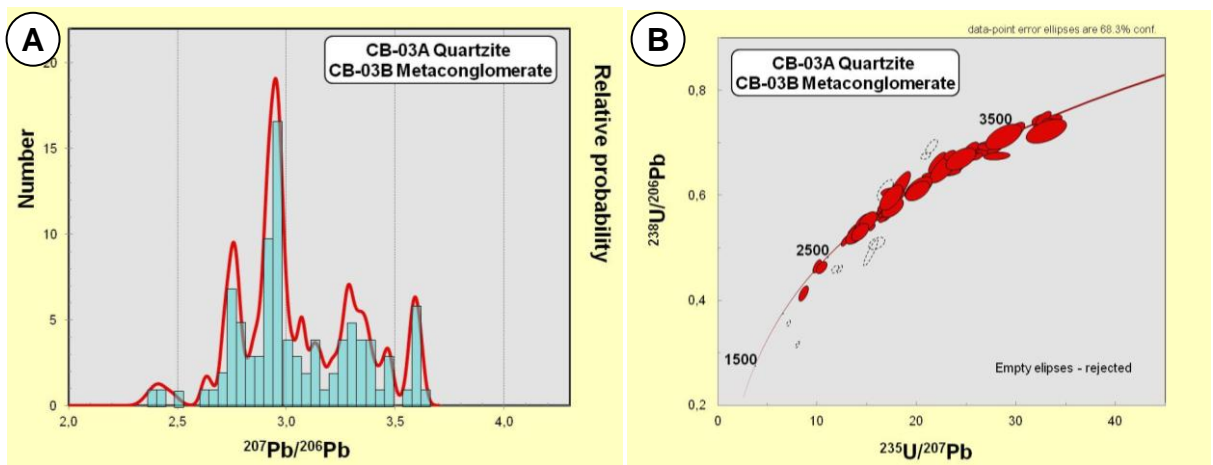 A
CB-03A Quartzite
CB-03B Metaconglomerate
Number
Relative probability
20
15
10
5
0
2,0
2,5
3,0
3,5
4,0
²⁰⁷Pb/²⁰⁶Pb
B
data-point error ellipses are 68.3% conf.
CB-03A Quartzite
CB-03B Metaconglomerate
²³⁸U/²⁰⁶Pb
0,8
0,6
0,4
0,2
3500
2500
1500
Empty elipses - rejected
0
10
20
30
40
²³⁵U/²⁰⁷Pb